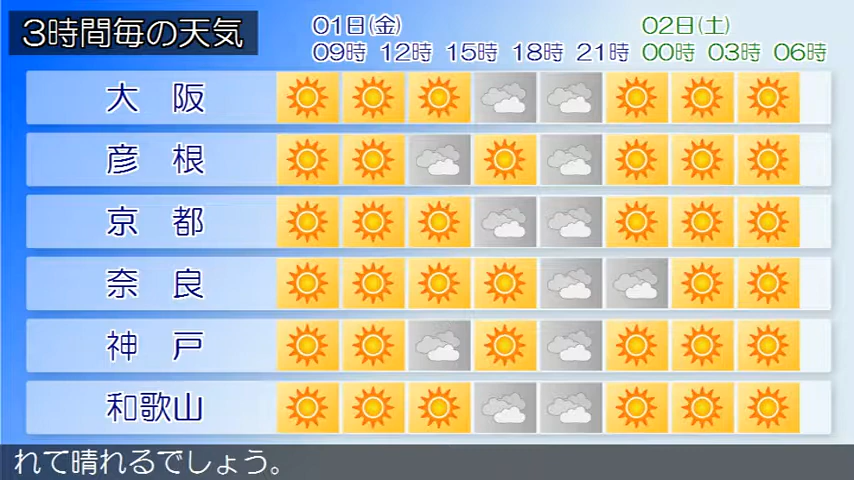 3時間毎の天気
01日(金) 02日(土)
09時 12時 15時 18時 21時 00時 03時 06時
大 阪
彦 根
京 都
奈 良
神 戸
和歌山
れて晴れるでしょう。